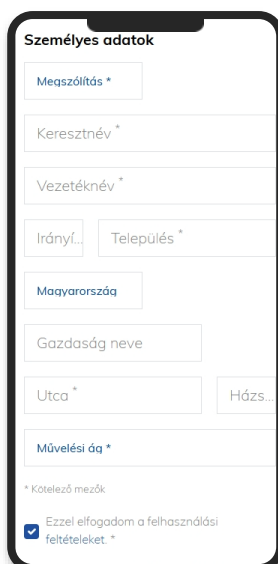 Személyes adatok
Megszólítás *
Keresztnév *
Vezetéknév *
Irányí... Település *
Magyarország
Gazdaság neve
Utca * Házs...
Művelési ág *
* Kötelező mezők
Ezzel elfogadom a felhasználási
feltételeket. *